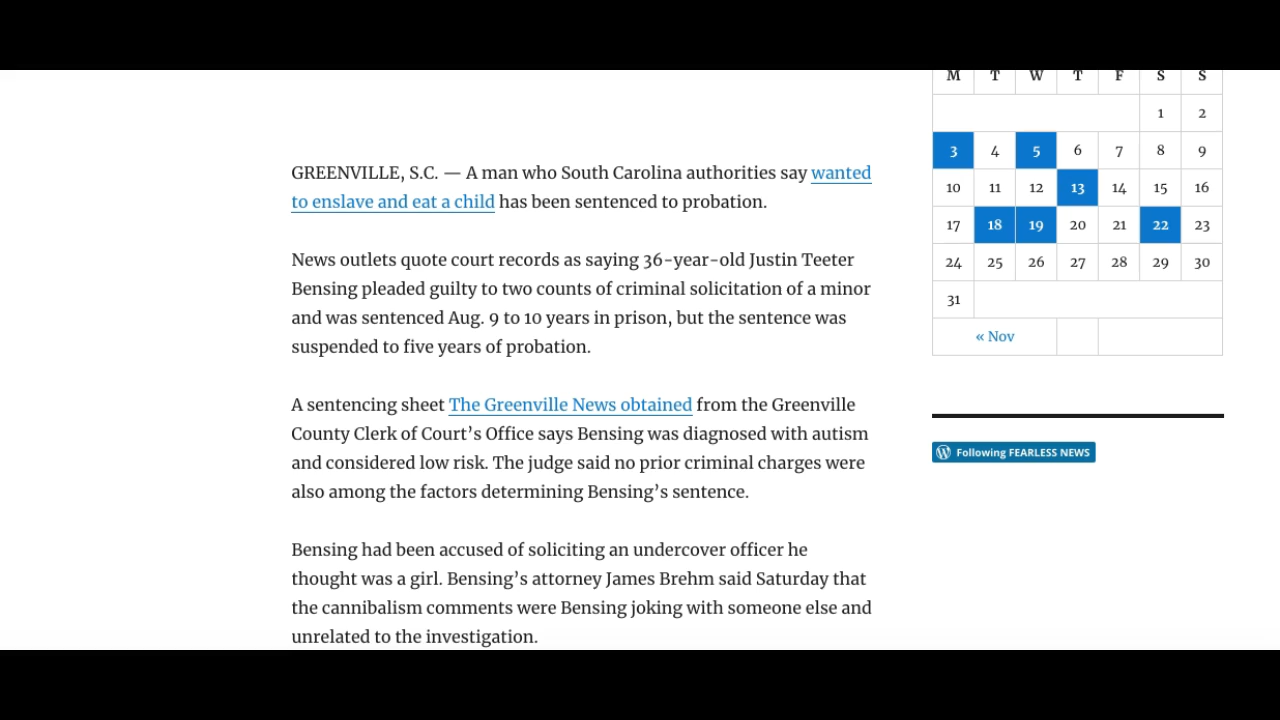 GREENVILLE, S.C. — A man who South Carolina authorities say wanted
to enslave and eat a child has been sentenced to probation.
News outlets quote court records as saying 36-year-old Justin Teeter
Bensing pleaded guilty to two counts of criminal solicitation of a minor
and was sentenced Aug. 9 to 10 years in prison, but the sentence was
suspended to five years of probation.
A sentencing sheet The Greenville News obtained from the Greenville
County Clerk of Court’s Office says Bensing was diagnosed with autism
and considered low risk. The judge said no prior criminal charges were
also among the factors determining Bensing’s sentence.
Bensing had been accused of soliciting an undercover officer he
thought was a girl. Bensing’s attorney James Brehm said Saturday that
the cannibalism comments were Bensing joking with someone else and
unrelated to the investigation.
M T W T F S S
1 2
3 4 5 6 7 8 9
10 11 12 13 14 15 16
17 18 19 20 21 22 23
24 25 26 27 28 29 30
31
« Nov
Following FEARLESS NEWS